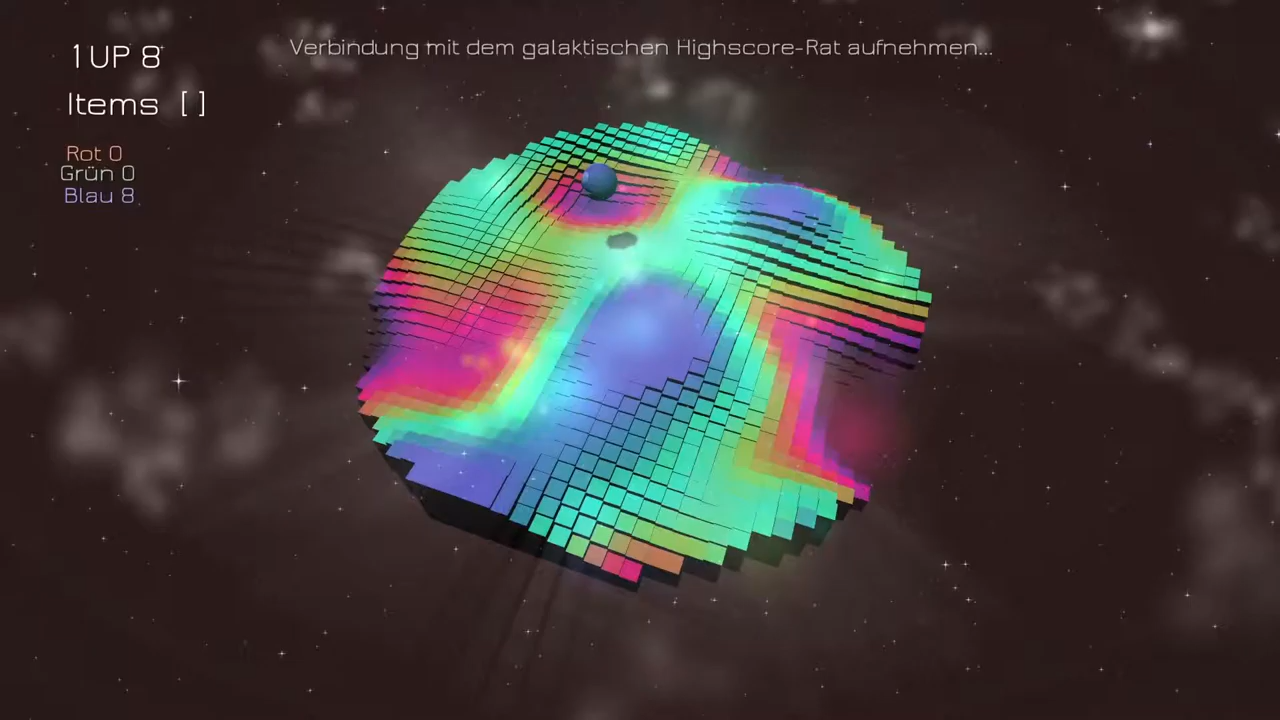 Verbindung mit dem galaktischen Highscore-Rat aufnehmen...
1UP 8
Items [ ]
Rot 0
Grün 0
Blau 8